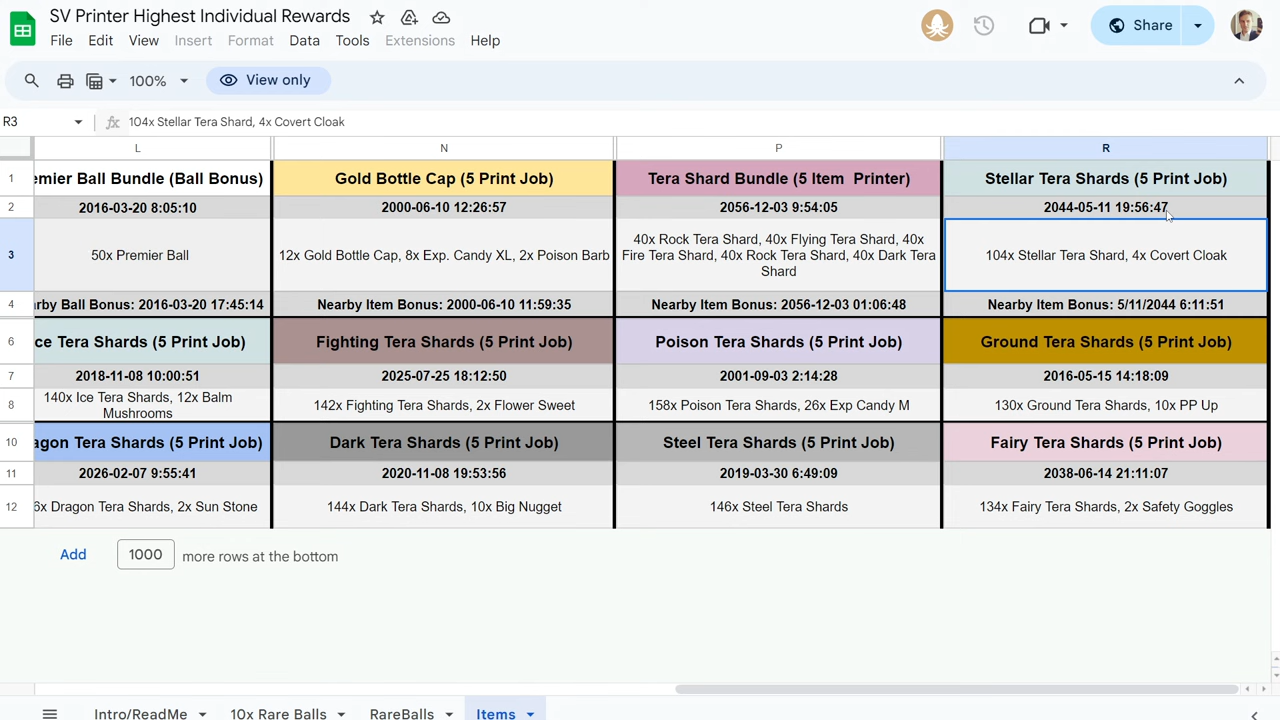 SV Printer Highest Individual Rewards
File Edit View Insert Format Data Tools Extensions Help
Share
100% View only
R3 fx 104x Stellar Tera Shard, 4x Covert Cloak
L N P R
1 emier Ball Bundle (Ball Bonus) Gold Bottle Cap (5 Print Job) Tera Shard Bundle (5 Item Printer) Stellar Tera Shards (5 Print Job)
2 2016-03-20 8:05:10 2000-06-10 12:26:57 2056-12-03 9:54:05 2044-05-11 19:56:47
3 50x Premier Ball 12x Gold Bottle Cap, 8x Exp. Candy XL, 2x Poison Barb
40x Rock Tera Shard, 40x Flying Tera Shard, 40x
Fire Tera Shard, 40x Rock Tera Shard, 40x Dark Tera
Shard
104x Stellar Tera Shard, 4x Covert Cloak
4 rby Ball Bonus: 2016-03-20 17:45:14 Nearby Item Bonus: 2000-06-10 11:59:35 Nearby Item Bonus: 2056-12-03 01:06:48 Nearby Item Bonus: 5/11/2044 6:11:51
6 ce Tera Shards (5 Print Job) Fighting Tera Shards (5 Print Job) Poison Tera Shards (5 Print Job) Ground Tera Shards (5 Print Job)
7 2018-11-08 10:00:51 2025-07-25 18:12:50 2001-09-03 2:14:28 2016-05-15 14:18:09
8 140x Ice Tera Shards, 12x Balm
Mushrooms
142x Fighting Tera Shards, 2x Flower Sweet 158x Poison Tera Shards, 26x Exp Candy M 130x Ground Tera Shards, 10x PP Up
10 agon Tera Shards (5 Print Job) Dark Tera Shards (5 Print Job) Steel Tera Shards (5 Print Job) Fairy Tera Shards (5 Print Job)
11 2026-02-07 9:55:41 2020-11-08 19:53:56 2019-03-30 6:49:09 2038-06-14 21:11:07
12 6x Dragon Tera Shards, 2x Sun Stone 144x Dark Tera Shards, 10x Big Nugget 146x Steel Tera Shards 134x Fairy Tera Shards, 2x Safety Goggles
Add 1000 more rows at the bottom
Intro/ReadMe 10x Rare Balls RareBalls Items